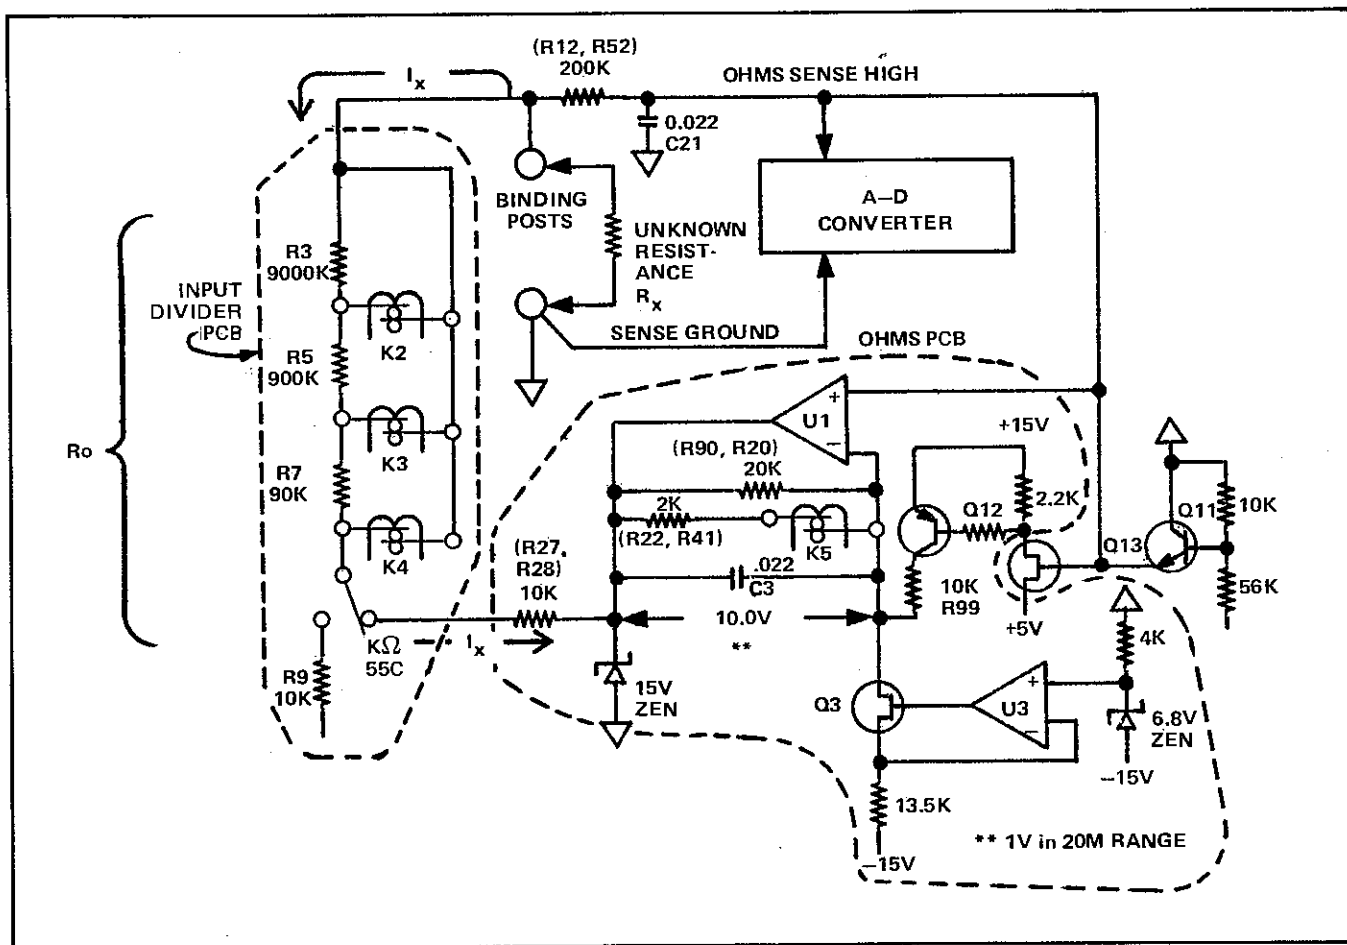 (R12, R52)
200K
Ix
OHMS SENSE HIGH
0.022
C21
BINDING
POSTS
A–D
CONVERTER
UNKNOWN
RESIST-
ANCE
Rx
R3
9000K
INPUT
DIVIDER
PCB
K2
SENSE GROUND
OHMS PCB
R5
900K
Ro
K3
R7
90K
K4
U1
+
–
+15V
(R90, R20)
20K
2K
(R22, R41)
K5
2.2K
Q12
Q11
10K
Q13
56K
(R27,
R28)
10K
.022
C3
10K
R99
+5V
10.0V
**
4K
KΩ
55C
Ix
R9
10K
15V
ZEN
Q3
U3
+
–
6.8V
ZEN
–15V
13.5K
–15V
** 1V in 20M RANGE